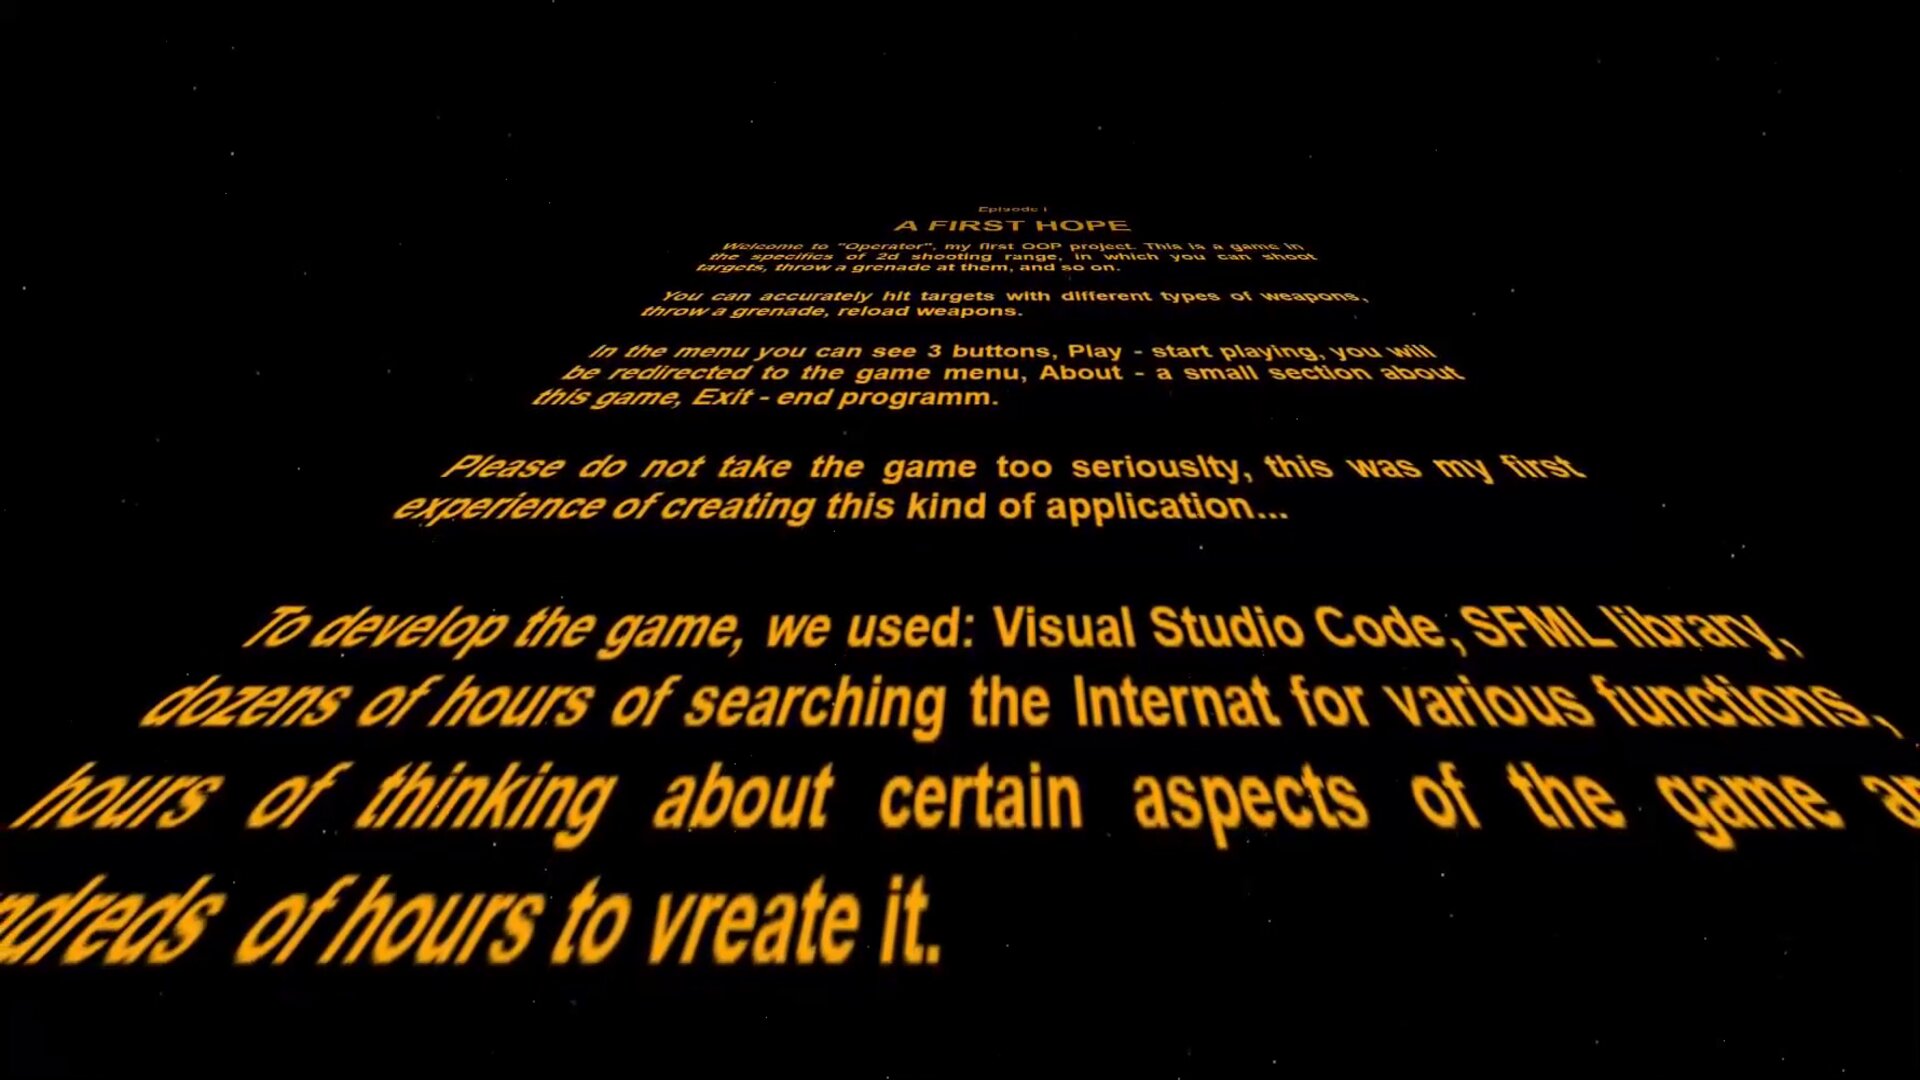 Episode I
A FIRST HOPE
Welcome to "Operator", my first OOP project. This is a game in
the specifics of 2d shooting range, in which you can shoot
targets, throw a grenade at them, and so on.
You can accurately hit targets with different types of weapons,
throw a grenade, reload weapons.
In the menu you can see 3 buttons, Play - start playing, you will
be redirected to the game menu, About - a small section about
this game, Exit - end programm.
Please do not take the game too seriouslty, this was my first
experience of creating this kind of application...
To develop the game, we used: Visual Studio Code, SFML library,
dozens of hours of searching the Internat for various functions,
hours of thinking about certain aspects of the game
of hours to vreate it.